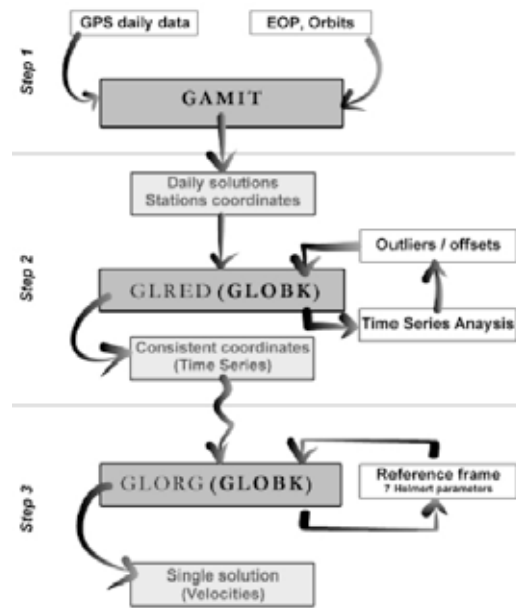 GPS daily data
EOP, Orbits
Step 1
GAMIT
Daily solutions
Stations coordinates
Step 2
Outliers / offsets
GLRED (GLOBK)
Time Series Anaysis
Consistent coordinates
(Time Series)
Step 3
GLORG (GLOBK)
Reference frame
7 Helmert parameters
Single solution
(Velocities)